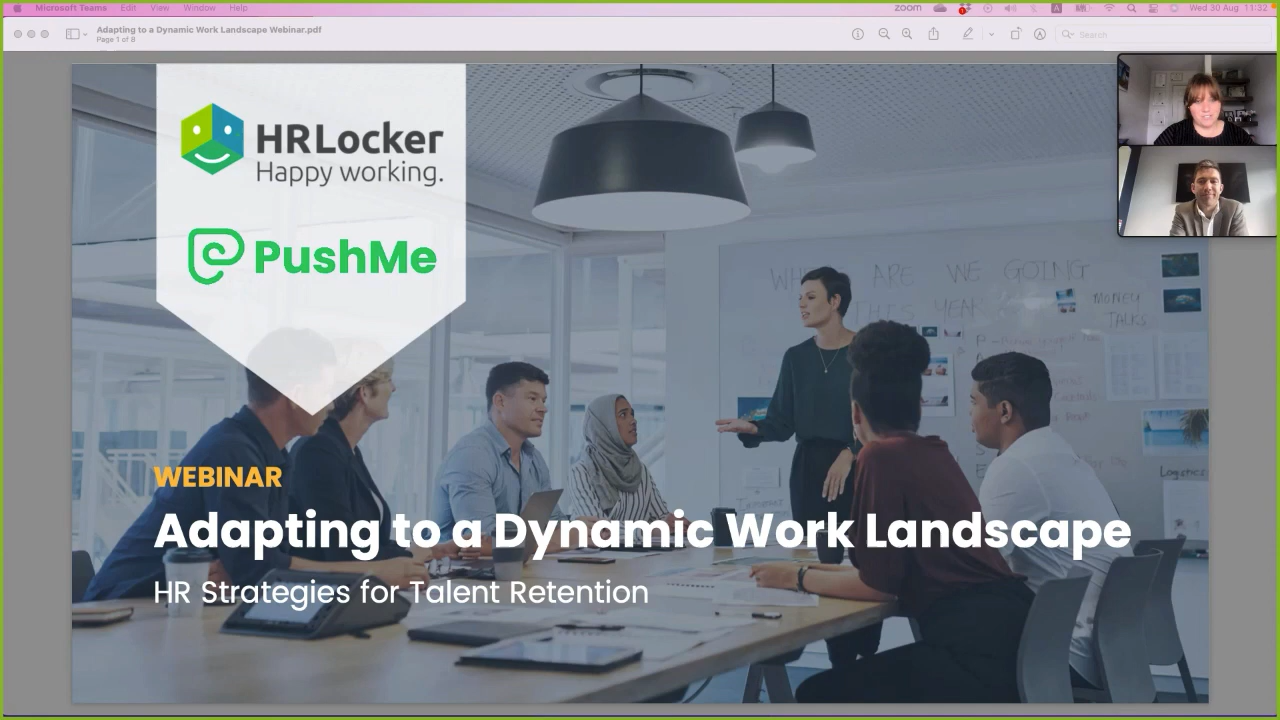 Microsoft Teams Edit View Window Help
zoom
1
A
Wed 30 Aug 11:32
Adapting to a Dynamic Work Landscape Webinar.pdf
Page 1 of 8
Search
HRLocker
Happy working.
PushMe
ARE WE GOING
THIS YEAR
MONEY
TALKS
Logistics
WEBINAR
Adapting to a Dynamic Work Landscape
HR Strategies for Talent Retention